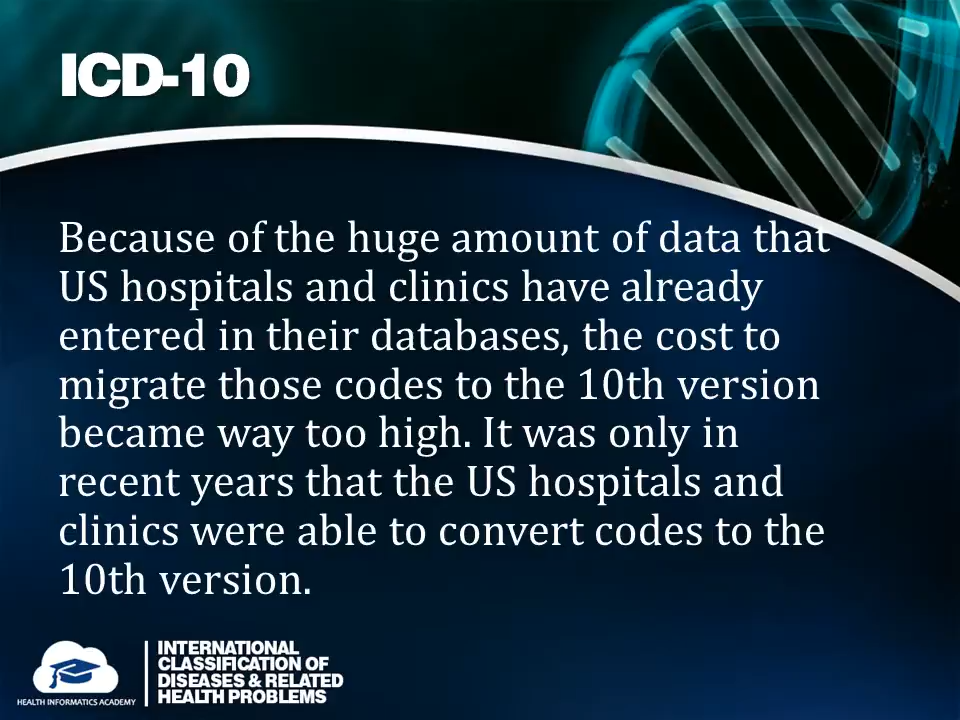 ICD-10
Because of the huge amount of data that
US hospitals and clinics have already
entered in their databases, the cost to
migrate those codes to the 10th version
became way too high. It was only in
recent years that the US hospitals and
clinics were able to convert codes to the
10th version.
HEALTH INFORMATICS ACADEMY
INTERNATIONAL
CLASSIFICATION OF
DISEASES & RELATED
HEALTH PROBLEMS